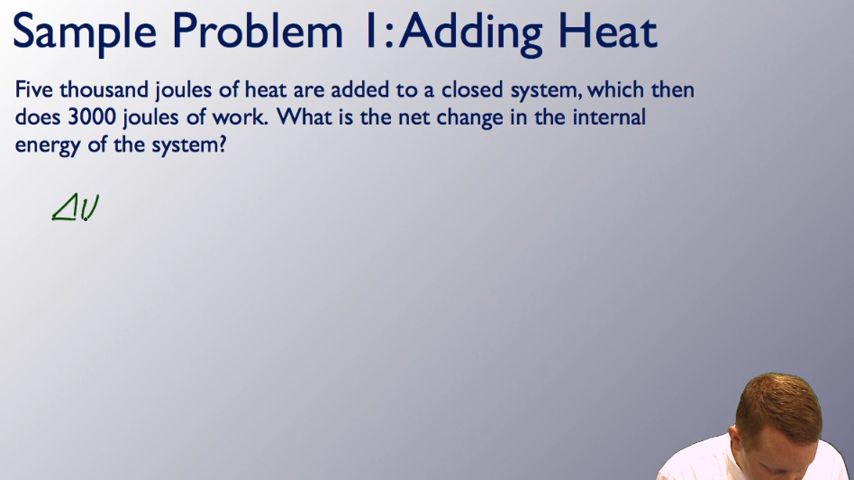 Sample Problem 1: Adding Heat
Five thousand joules of heat are added to a closed system, which then
does 3000 joules of work. What is the net change in the internal
energy of the system?
ΔU